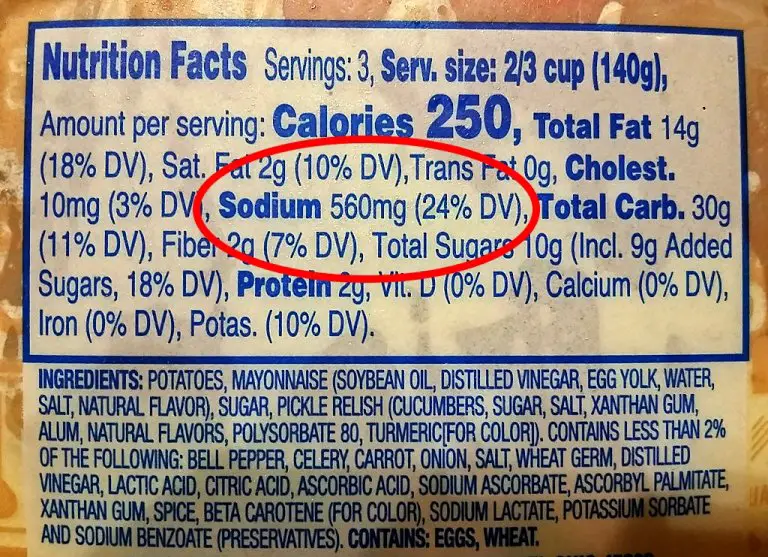 Nutrition Facts Servings: 3, Serv. size: 2/3 cup (140g),
Amount per serving: Calories 250, Total Fat 14g
(18% DV), Sat. Fat 2g (10% DV), Trans Fat 0g, Cholest.
10mg (3% DV), Sodium 560mg (24% DV), Total Carb. 30g
(11% DV), Fiber 2g (7% DV), Total Sugars 10g (Incl. 9g Added
Sugars, 18% DV), Protein 2g, Vit. D (0% DV), Calcium (0% DV),
Iron (0% DV), Potas. (10% DV).
INGREDIENTS: POTATOES, MAYONNAISE (SOYBEAN OIL, DISTILLED VINEGAR, EGG YOLK, WATER,
SALT, NATURAL FLAVOR), SUGAR, PICKLE RELISH (CUCUMBERS, SUGAR, SALT, XANTHAN GUM,
ALUM, NATURAL FLAVORS, POLYSORBATE 80, TURMERIC[FOR COLOR]). CONTAINS LESS THAN 2%
OF THE FOLLOWING: BELL PEPPER, CELERY, CARROT, ONION, SALT, WHEAT GERM, DISTILLED
VINEGAR, LACTIC ACID, CITRIC ACID, ASCORBIC ACID, SODIUM ASCORBATE, ASCORBYL PALMITATE,
XANTHAN GUM, SPICE, BETA CAROTENE (FOR COLOR), SODIUM LACTATE, POTASSIUM SORBATE
AND SODIUM BENZOATE (PRESERVATIVES). CONTAINS: EGGS, WHEAT.